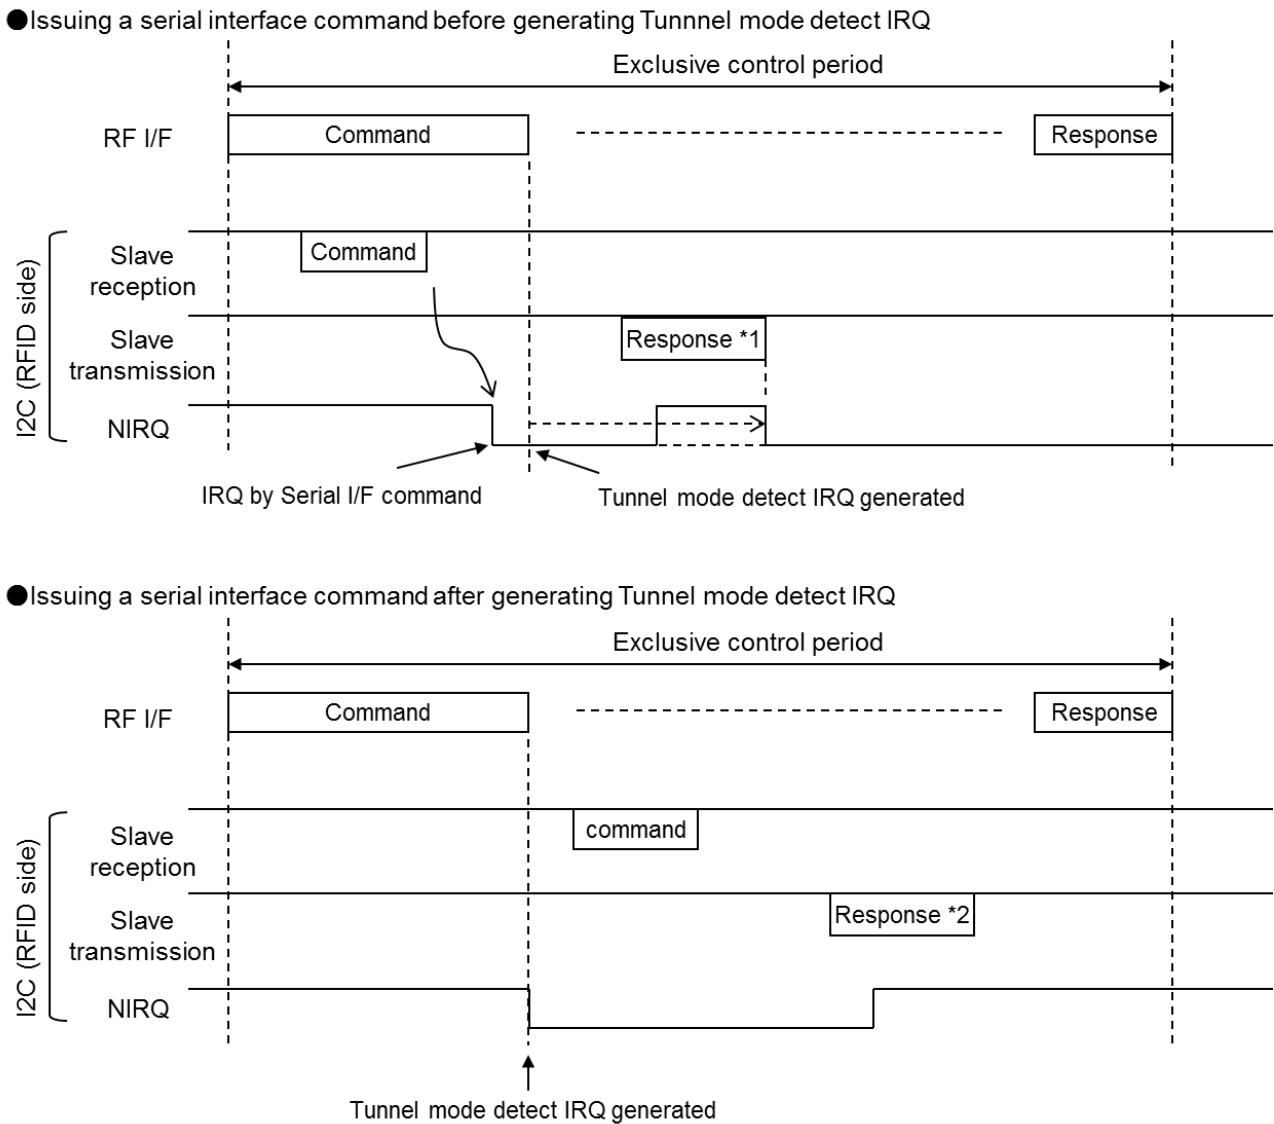 ●Issuing a serial interface command before generating Tunnnel mode detect IRQ
Exclusive control period
RF I/F
Command
Response
I2C (RFID side)
Slave
reception
Command
Slave
transmission
Response *1
NIRQ
IRQ by Serial I/F command
Tunnel mode detect IRQ generated
●Issuing a serial interface command after generating Tunnel mode detect IRQ
Exclusive control period
RF I/F
Command
Response
I2C (RFID side)
Slave
reception
command
Slave
transmission
Response *2
NIRQ
Tunnel mode detect IRQ generated